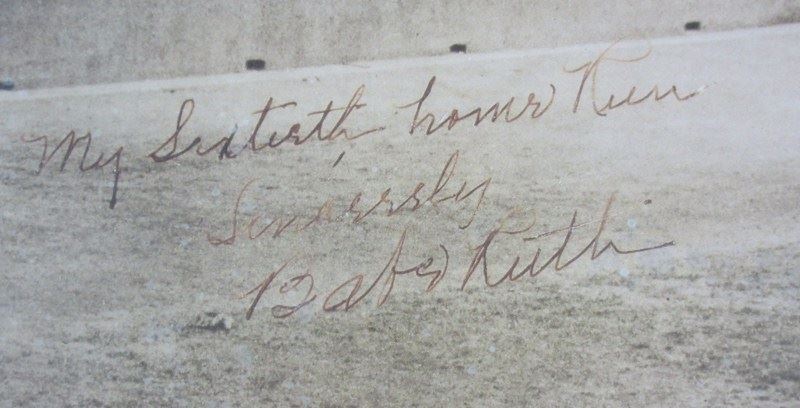 My Sixtieth home Run
Sincerely
Babe Ruth